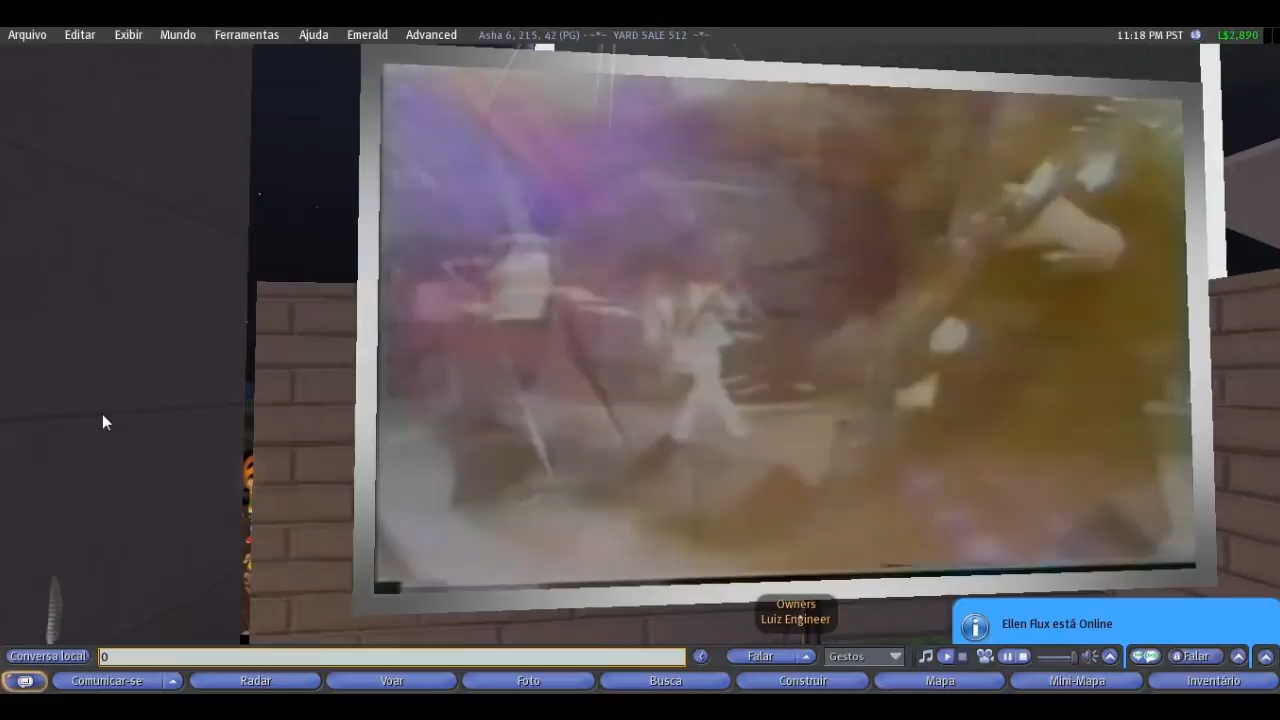 Arquivo Editar Exibir Mundo Ferramentas Ajuda Emerald Advanced Asha 6, 215, 42 (PG) - ~*~ YARD SALE 512 ~*~ 11:18 PM PST L$ L$2,890
Owners
Luiz Engineer
Ellen Flux está Online
Conversa local 0 Falar Gestos Falar
Comunicar-se Radar Voar Foto Busca Construir Mapa Mini-Mapa Inventário